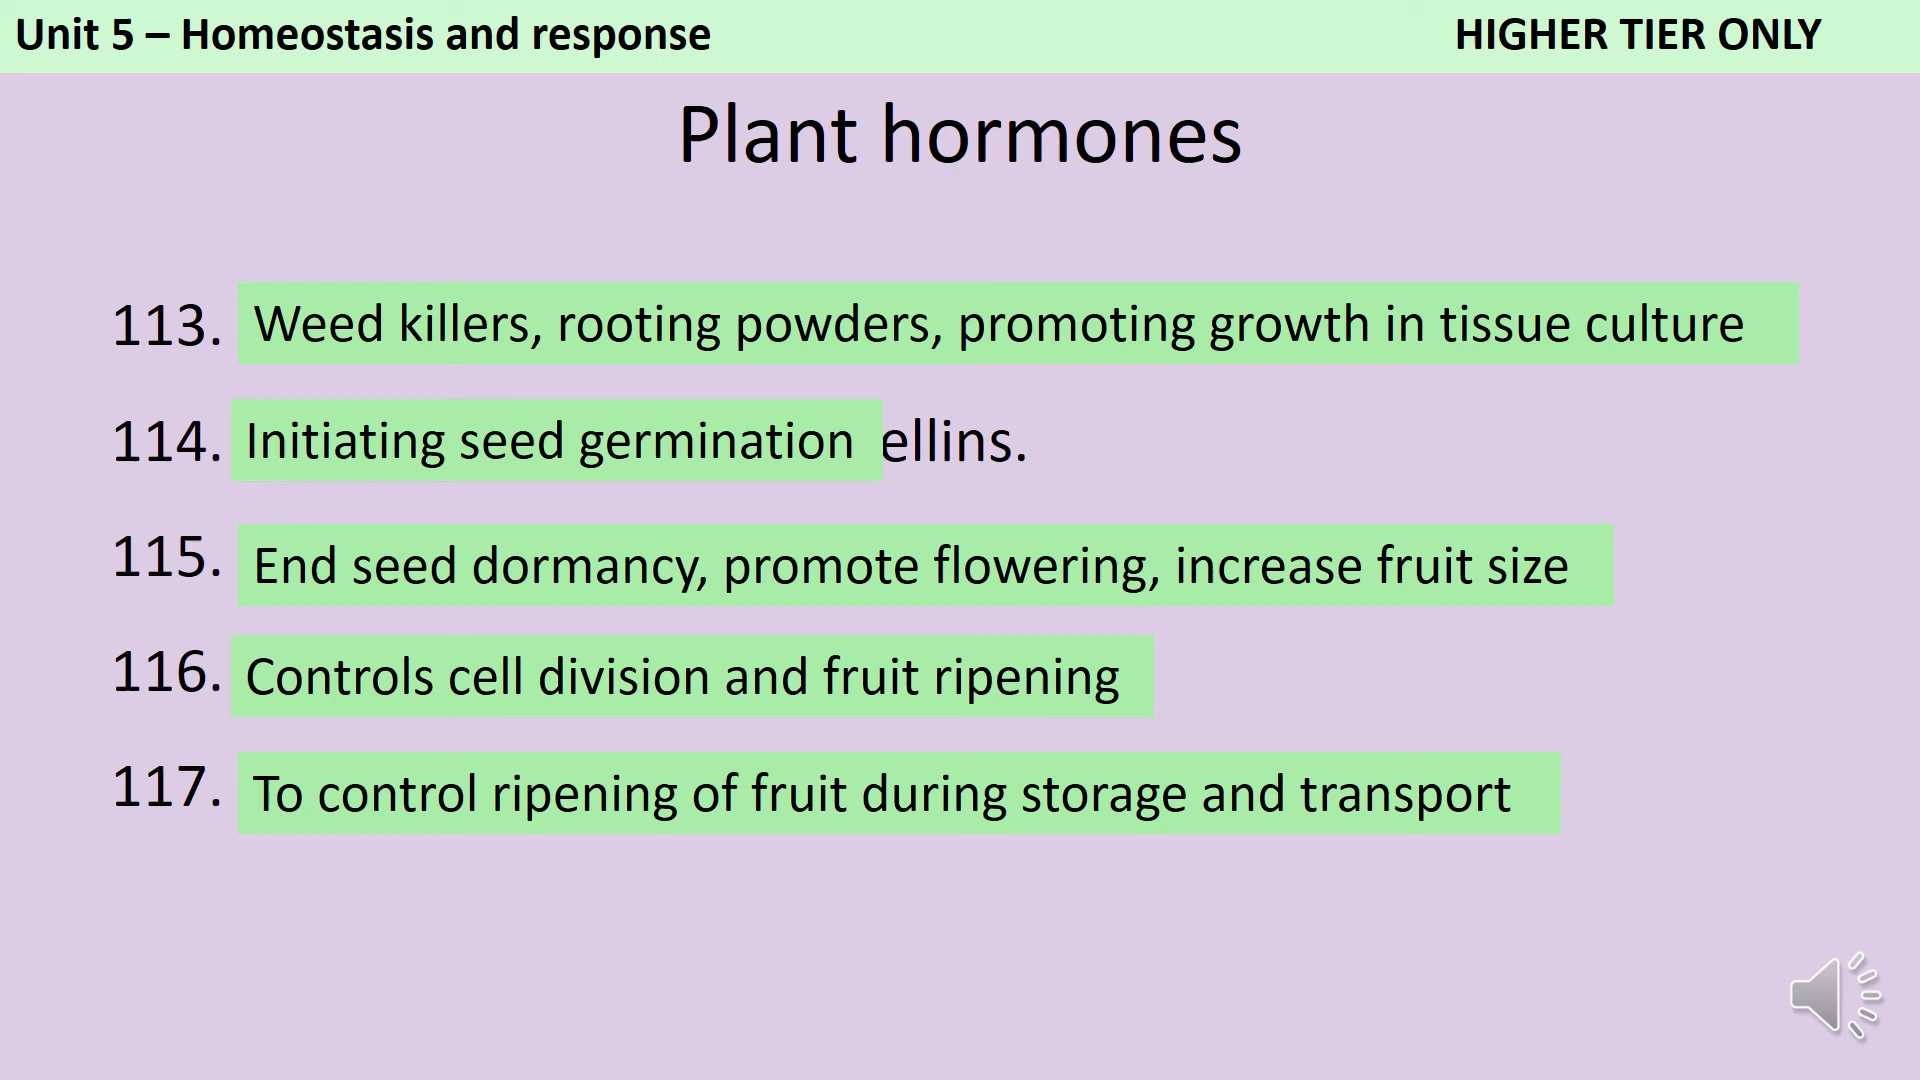 Unit 5 – Homeostasis and response HIGHER TIER ONLY
Plant hormones
113. Weed killers, rooting powders, promoting growth in tissue culture
114. Initiating seed germination ellins.
115. End seed dormancy, promote flowering, increase fruit size
116. Controls cell division and fruit ripening
117. To control ripening of fruit during storage and transport